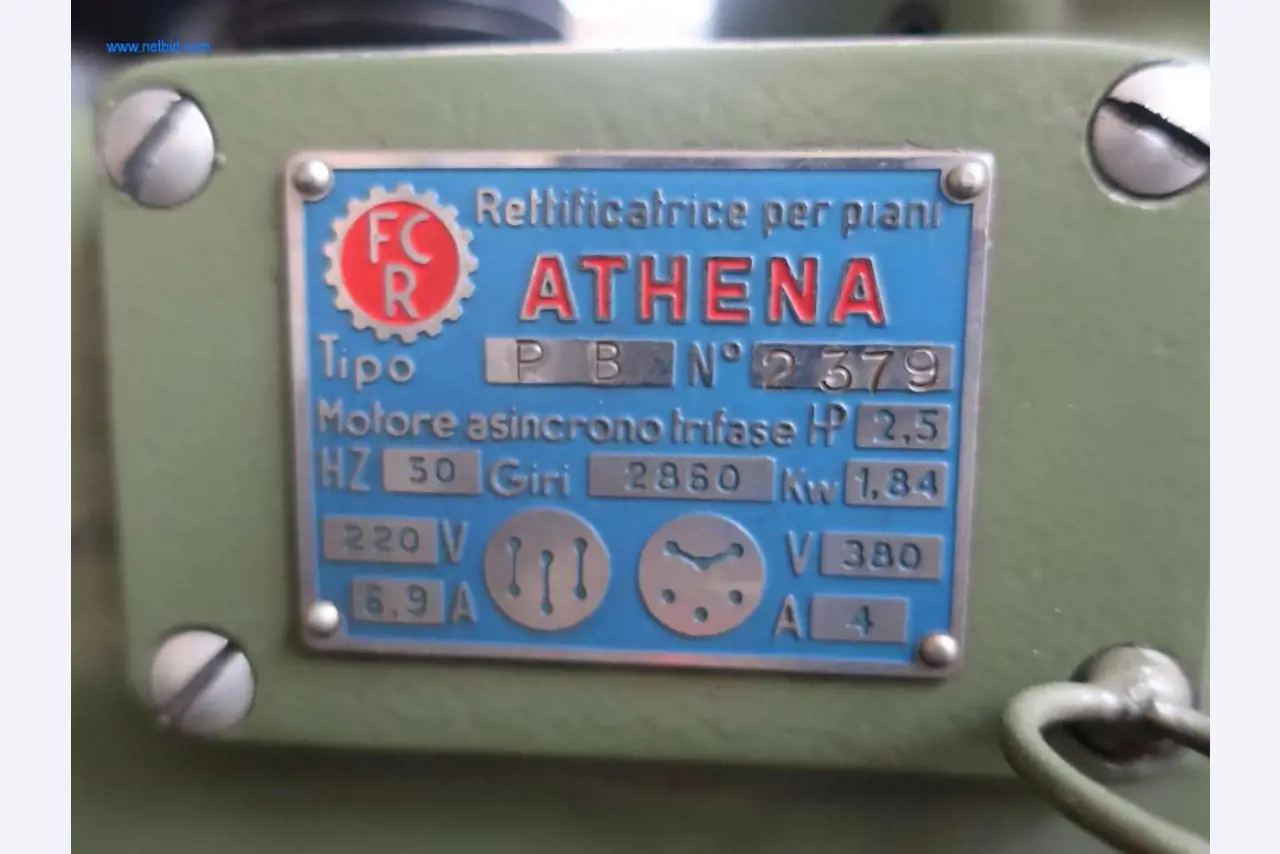 www.netbid.com
FCR
Rettificatrice per piani
ATHENA
Tipo P B N° 2379
Motore asincrono trifase HP 2,5
HZ 50 Giri 2860 Kw 1,84
220 V V 380
6,9 A A 4